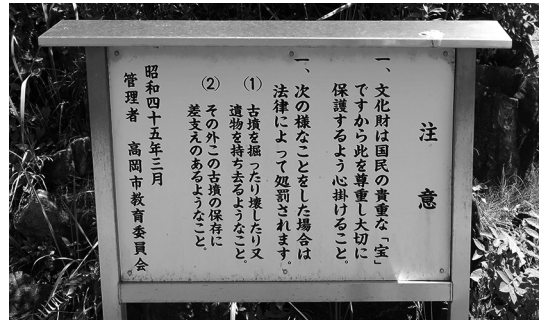 注意
一、文化財は国民の貴重な「宝」
ですから此を尊重し大切に
保護するよう心掛けること。
一、次の様なことをした場合は
法律によって処罰されます。
① 古墳を掘ったり壊したり又
遺物を持ち去るようなこと。
② その外この古墳の保存に
差支えのあるようなこと。
昭和四十五年三月
管理者 高岡市教育委員会